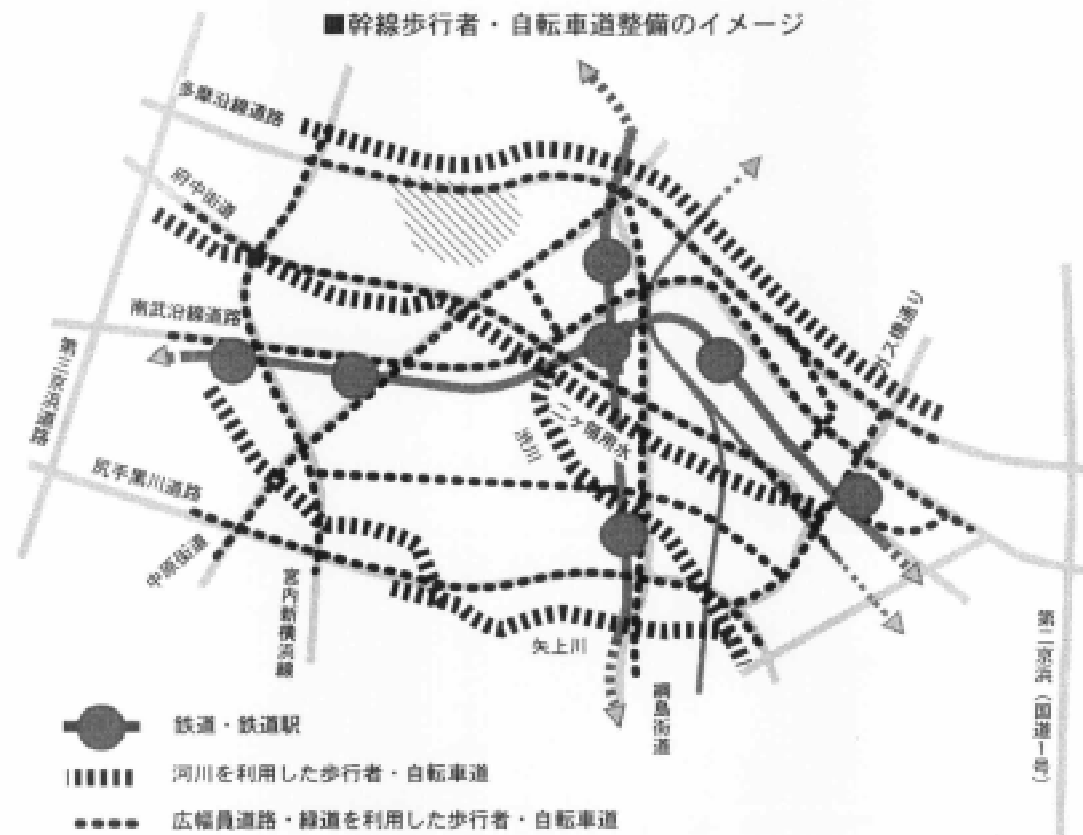 ■幹線歩行者・自転車道整備のイメージ
多摩沿線道路
府中街道
南武沿線道路
第三京浜道路
尻手黒川道路
中原街道
宮内新横浜線
渋川
二ヶ領用水
ガス橋通り
矢上川
綱島街道
第二京浜(国道1号)
鉄道・鉄道駅
河川を利用した歩行者・自転車道
広幅員道路・緑道を利用した歩行者・自転車道